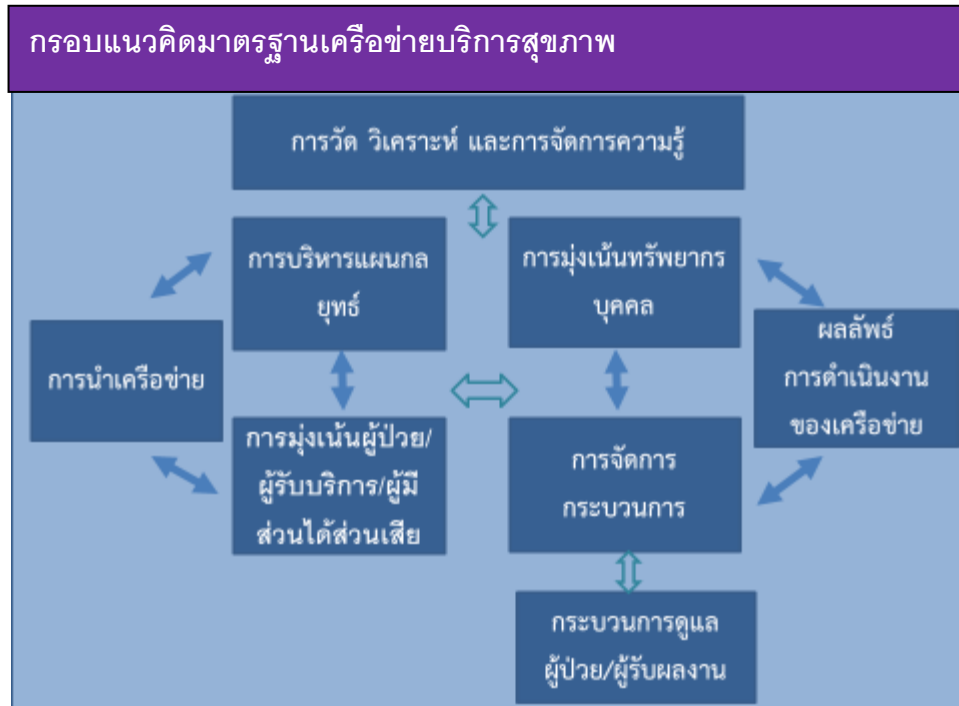 กรอบแนวคิดมาตรฐานเครือข่ายบริการสุขภาพ
การวัด วิเคราะห์ และการจัดการความรู้
การบริหารแผนกล
ยุทธ์
การมุ่งเน้นทรัพยากร
บุคคล
การนำเครือข่าย
ผลลัพธ์
การดำเนินงาน
ของเครือข่าย
การมุ่งเน้นผู้ป่วย/
ผู้รับบริการ/ผู้มี
ส่วนได้ส่วนเสีย
การจัดการ
กระบวนการ
กระบวนการดูแล
ผู้ป่วย/ผู้รับผลงาน